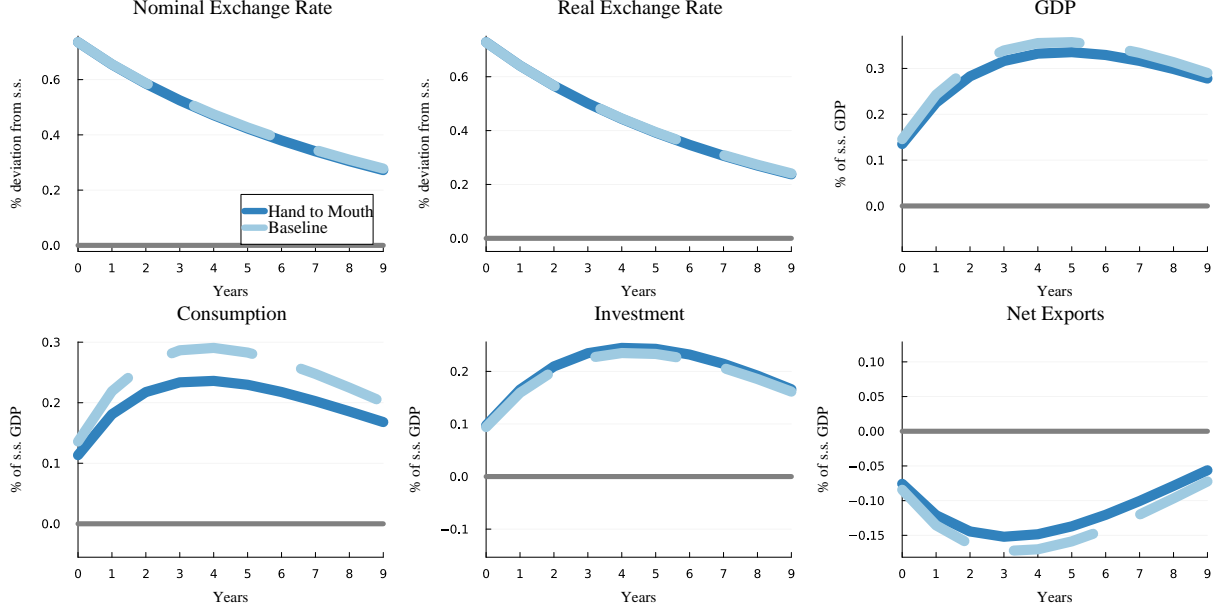 Nominal Exchange Rate
% deviation from s.s.
0.6
0.4
0.2
0.0
Hand to Mouth
Baseline
0 1 2 3 4 5 6 7 8 9
Years
Real Exchange Rate
% deviation from s.s.
0.6
0.4
0.2
0.0
0 1 2 3 4 5 6 7 8 9
Years
GDP
% of s.s. GDP
0.3
0.2
0.1
0.0
0 1 2 3 4 5 6 7 8 9
Years
Consumption
% of s.s. GDP
0.3
0.2
0.1
0.0
0 1 2 3 4 5 6 7 8 9
Years
Investment
% of s.s. GDP
0.2
0.1
0.0
−0.1
0 1 2 3 4 5 6 7 8 9
Years
Net Exports
% of s.s. GDP
0.10
0.05
0.00
−0.05
−0.10
−0.15
0 1 2 3 4 5 6 7 8 9
Years